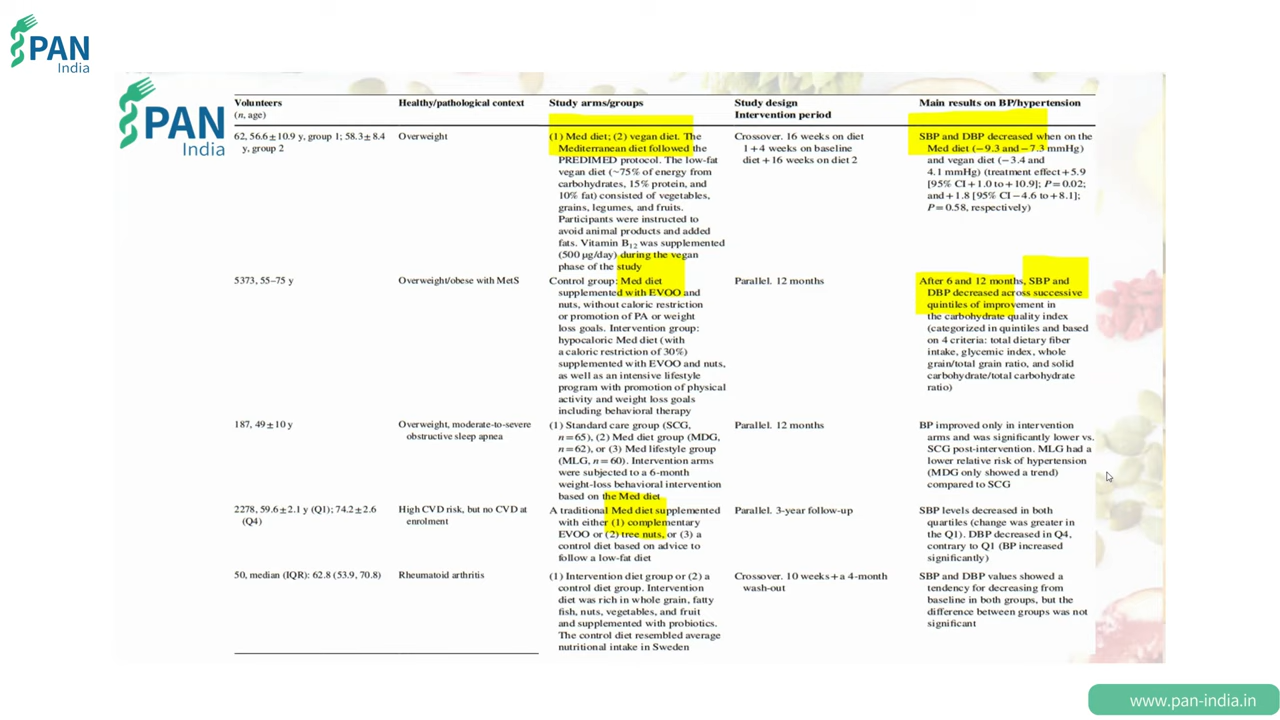 PAN
India
PAN
India
Volunteers
(n, age)
Healthy/pathological context
Study arms/groups
Study design
Intervention period
Main results on BP/hypertension
62, 56.6±10.9 y, group 1; 58.3±8.4
y, group 2
Overweight
(1) Med diet; (2) vegan diet. The
Mediterranean diet followed the
PREDIMED protocol. The low-fat
vegan diet (~75% of energy from
carbohydrates, 15% protein, and
10% fat) consisted of vegetables,
grains, legumes, and fruits.
Participants were instructed to
avoid animal products and added
fats. Vitamin B12 was supplemented
(500 µg/day) during the vegan
phase of the study
Crossover. 16 weeks on diet
1+4 weeks on baseline
diet+16 weeks on diet 2
SBP and DBP decreased when on the
Med diet (−9.3 and −7.3 mmHg)
and vegan diet (−3.4 and
4.1 mmHg) (treatment effect+5.9
[95% CI+1.0 to+10.9]; P=0.02;
and+1.8 [95% CI−4.6 to+8.1];
P=0.58, respectively)
5373, 55–75 y
Overweight/obese with MetS
Control group: Med diet
supplemented with EVOO and
nuts, without caloric restriction
or promotion of PA or weight
loss goals. Intervention group:
hypocaloric Med diet (with
a caloric restriction of 30%)
supplemented with EVOO and nuts,
as well as an intensive lifestyle
program with promotion of physical
activity and weight loss goals
including behavioral therapy
Parallel. 12 months
After 6 and 12 months, SBP and
DBP decreased across successive
quintiles of improvement in
the carbohydrate quality index
(categorized in quintiles and based
on 4 criteria: total dietary fiber
intake, glycemic index, whole
grain/total grain ratio, and solid
carbohydrate/total carbohydrate
ratio)
187, 49±10 y
Overweight, moderate-to-severe
obstructive sleep apnea
(1) Standard care group (SCG,
n=65), (2) Med diet group (MDG,
n=62), or (3) Med lifestyle group
(MLG, n=60). Intervention arms
were subjected to a 6-month
weight-loss behavioral intervention
based on the Med diet
Parallel. 12 months
BP improved only in intervention
arms and was significantly lower vs.
SCG post-intervention. MLG had a
lower relative risk of hypertension
(MDG only showed a trend)
compared to SCG
2278, 59.6±2.1 y (Q1); 74.2±2.6
(Q4)
High CVD risk, but no CVD at
enrolment
A traditional Med diet supplemented
with either (1) complementary
EVOO or (2) tree nuts, or (3) a
control diet based on advice to
follow a low-fat diet
Parallel. 3-year follow-up
SBP levels decreased in both
quartiles (change was greater in
the Q1). DBP decreased in Q4,
contrary to Q1 (BP increased
significantly)
50, median (IQR): 62.8 (53.9, 70.8)
Rheumatoid arthritis
(1) Intervention diet group or (2) a
control diet group. Intervention
diet was rich in whole grain, fatty
fish, nuts, vegetables, and fruit
and supplemented with probiotics.
The control diet resembled average
nutritional intake in Sweden
Crossover. 10 weeks+a 4-month
wash-out
SBP and DBP values showed a
tendency for decreasing from
baseline in both groups, but the
difference between groups was not
significant
www.pan-india.in